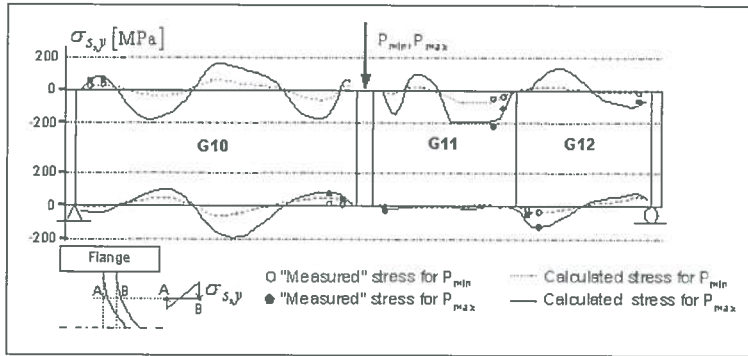 σs,y [MPa]
Pmin, Pmax
200
0
-200
G10
G11
G12
200
0
-200
Flange
A
B
A
B
σs,y
"Measured" stress for Pmin
Calculated stress for Pmin
"Measured" stress for Pmax
Calculated stress for Pmax